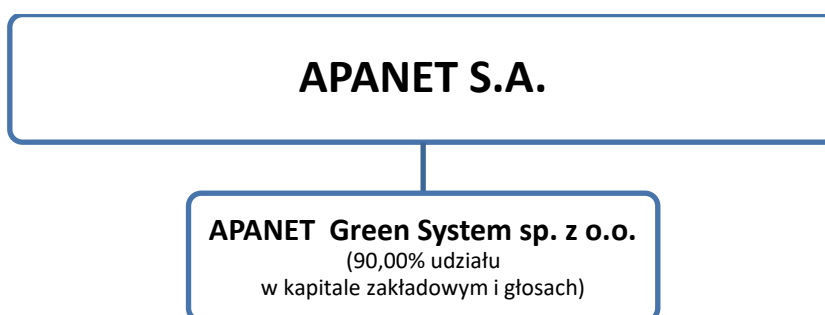 APANET S.A.
APANET Green System sp. z o.o.
(90,00% udziału
w kapitale zakładowym i głosach)